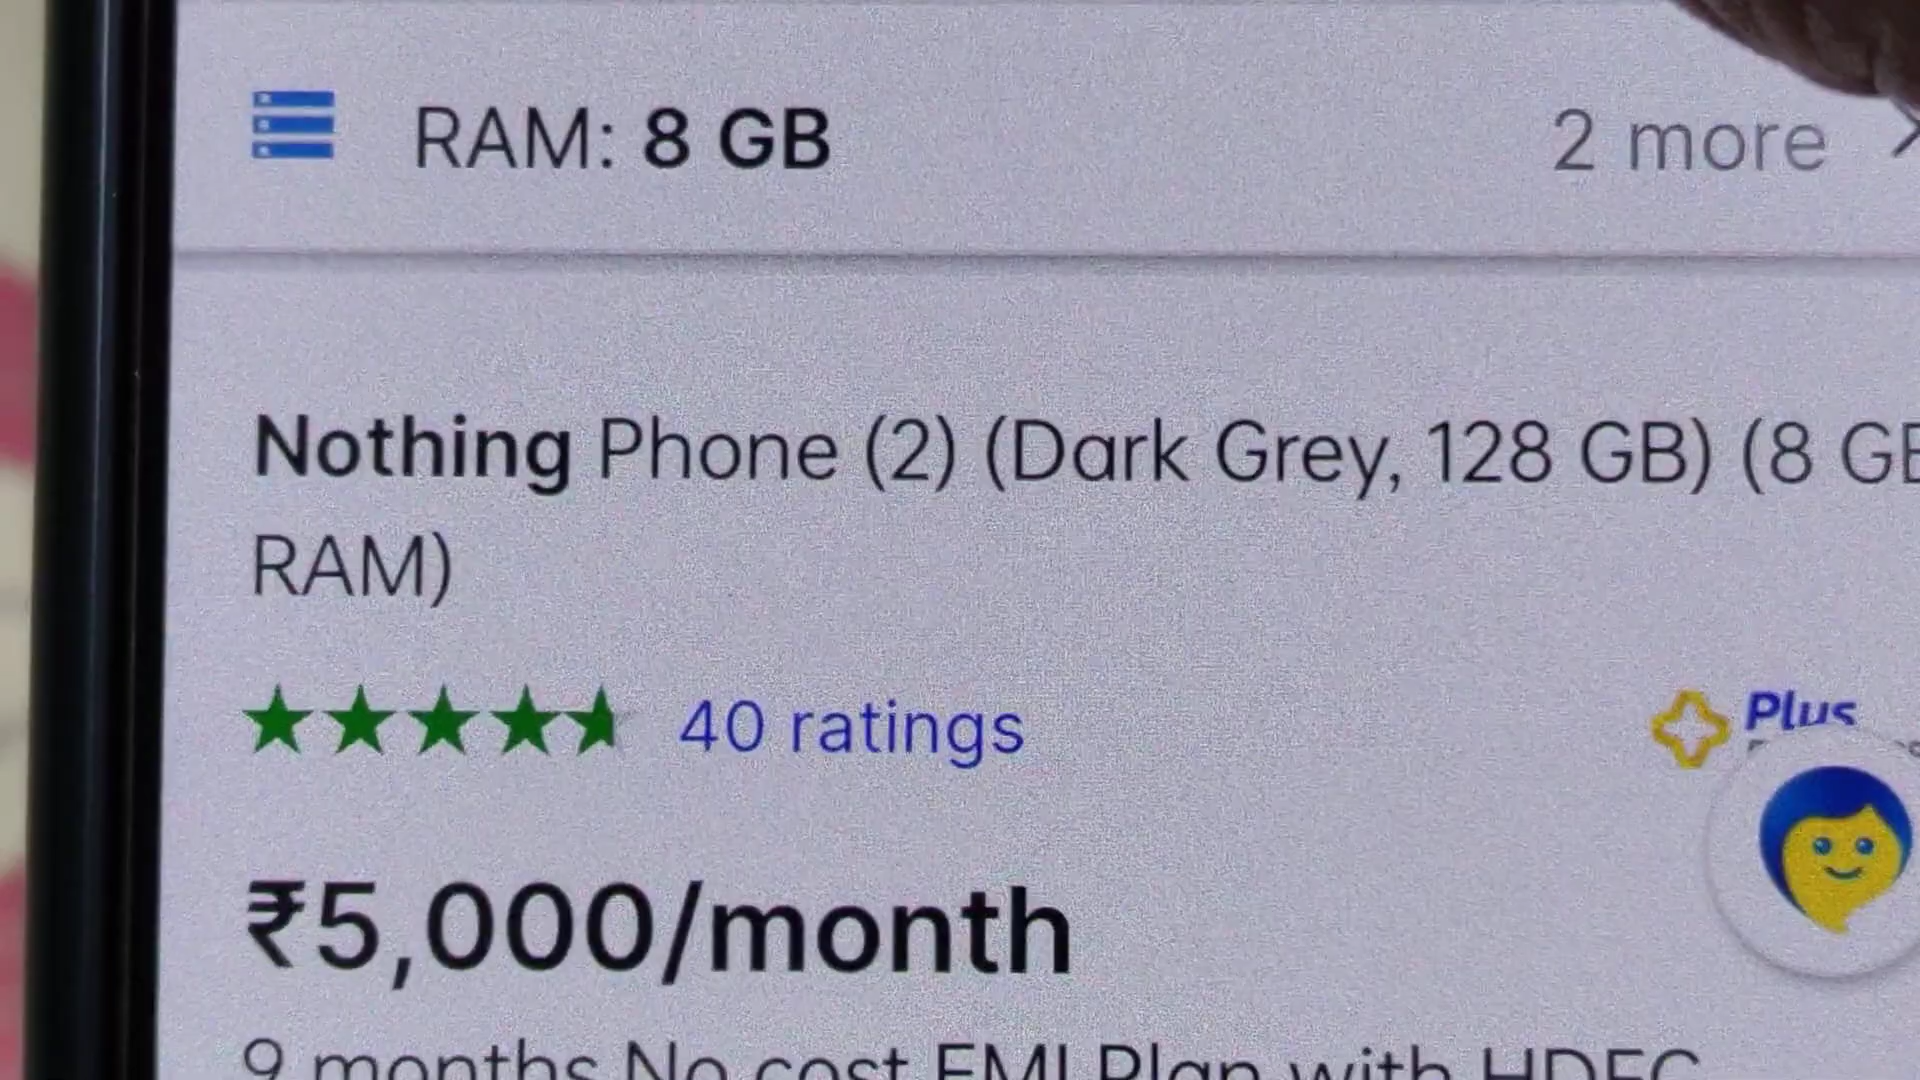 RAM: 8 GB 2 more
Nothing Phone (2) (Dark Grey, 128 GB) (8 GB
RAM)
40 ratings Plus
₹5,000/month
9 months No cost EMI Plan with HDFC